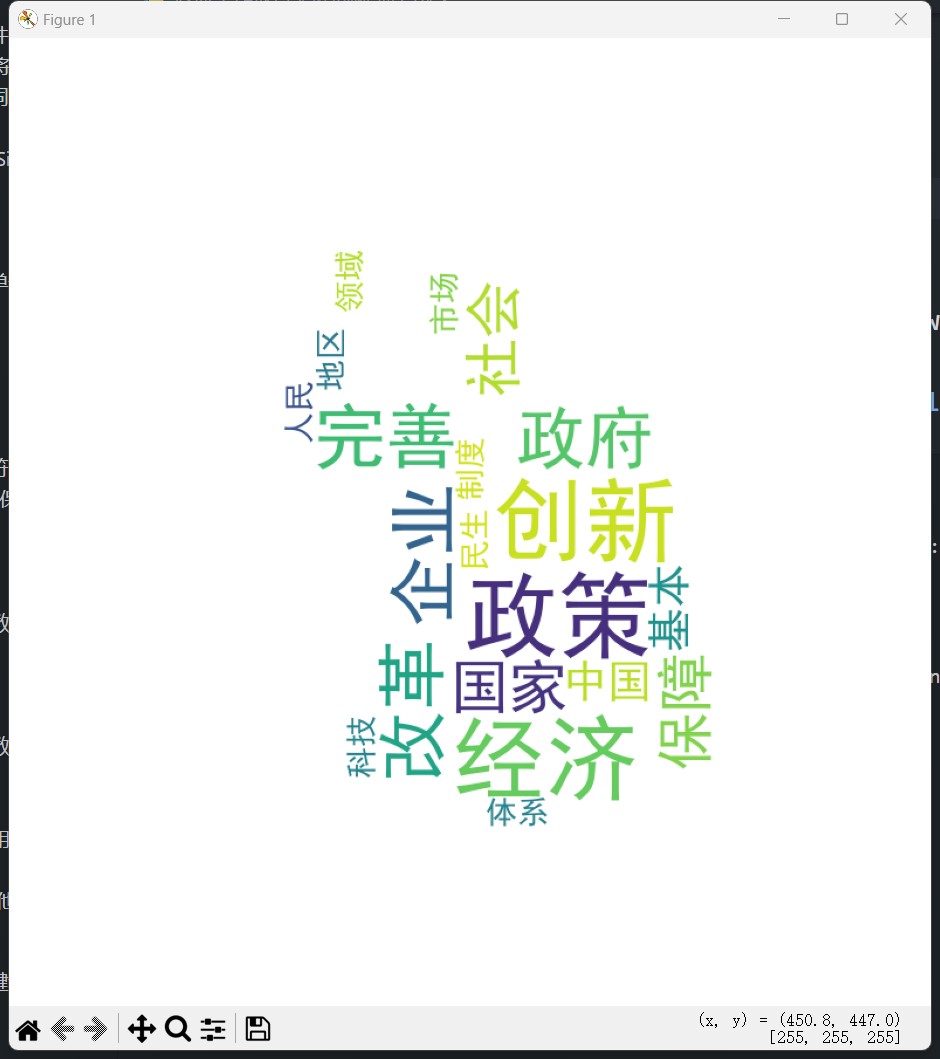 Figure 1
领域
市场
社会
地区
人民
完善
政府
制度
企业
创新
民生
政策
基本
改革
国家
中国
保障
科技
经济
体系
(x, y) = (450.8, 447.0)
[255, 255, 255]